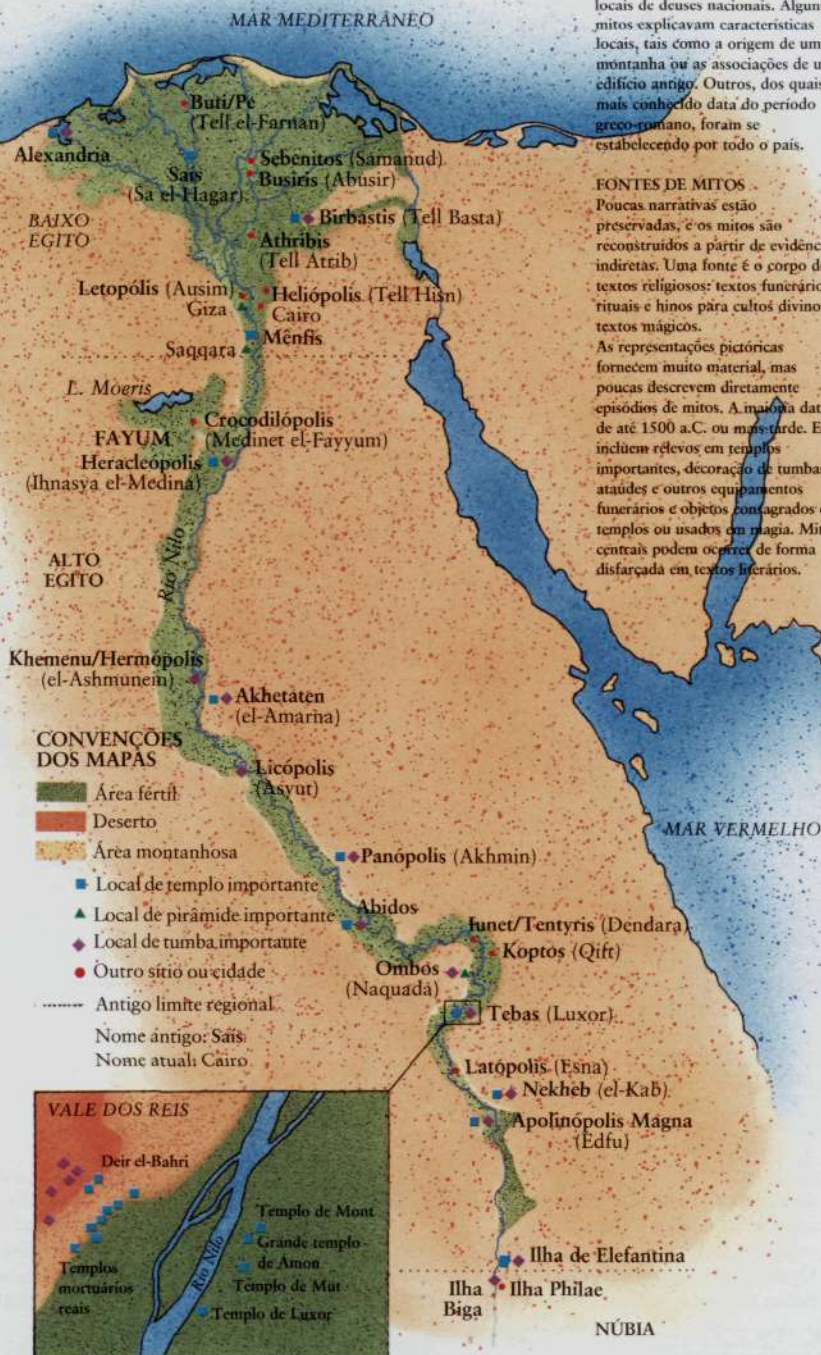 MAR MEDITERRÂNEO
Buti/Pe
(Tell el-Farnan)
Alexandria
Sais
(Sa el-Hagar)
Sebenitos (Samanud)
Busiris (Abusir)
BAIXO
EGITO
Birbastis (Tell Basta)
Athribis
(Tell Atrib)
Letopólis (Ausim)
Giza
Heliópolis (Tell Hisn)
Cairo
Mênfis
Saqqara
L. Moeris
Crocodilópolis
(Medinet el-Fayyum)
FAYUM
Heracleópolis
(Ihnasya el-Medina)
Rio Nilo
ALTO
EGITO
Khemenu/Hermópolis
(el-Ashmunein)
Akhetaten
(el-Amarna)
Licópolis
(Asyut)
MAR VERMELHO
Panópolis (Akhmin)
Abidos
Iunet/Tentyris (Dendara)
Koptos (Qift)
Ombos
(Naquada)
Tebas (Luxor)
Latópolis (Esna)
Nekheb (el-Kab)
Apolinópolis Magna
(Edfu)
Ilha de Elefantina
Ilha
Biga
Ilha Philae
NÚBIA
CONVENÇÕES
DOS MAPAS
Área fértil
Deserto
Área montanhosa
Local de templo importante
Local de pirâmide importante
Local de tumba importante
Outro sítio ou cidade
Antigo limite regional
Nome antigo: Sais
Nome atual: Cairo
VALE DOS REIS
Deir el-Bahri
Templos
mortuários
reais
Rio Nilo
Templo de Mont
Grande templo
de Amon
Templo de Mut
Templo de Luxor
locais de deuses nacionais.
mitos explicavam características
locais, tais como a origem de
montanha ou as associações de
edifício antigo. Outros, dos quais
mais conhecido data do período
greco-romano, foram se
estabelecendo por todo o país.
FONTES DE MITOS
Poucas narrativas estão
preservadas, e os mitos são
reconstruídos a partir de
indiretas. Uma fonte é o corpo
textos religiosos: textos
rituais e hinos para cultos
textos mágicos.
As representações pictóricas
fornecem muito material, mas
poucas descrevem diretamente
episódios de mitos. A maioria
de até 1500 a.C. ou mais tarde.
incluem relevos em templos
importantes, decoração de tumbas
ataúdes e outros equipamentos
funerários e objetos consagrados
templos ou usados em magia.
centrais podem ocorrer de forma
disfarçada em textos literários.